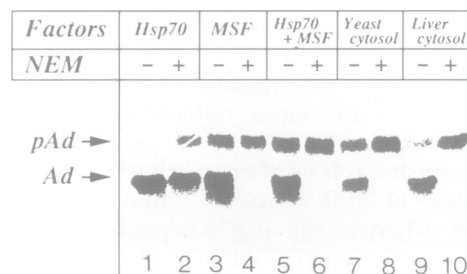 Factors Hsp70 MSF Hsp70 + MSF Yeast cytosol Liver cytosol
NEM − + − + − + − + − +
pAd →
Ad →
1 2 3 4 5 6 7 8 9 10